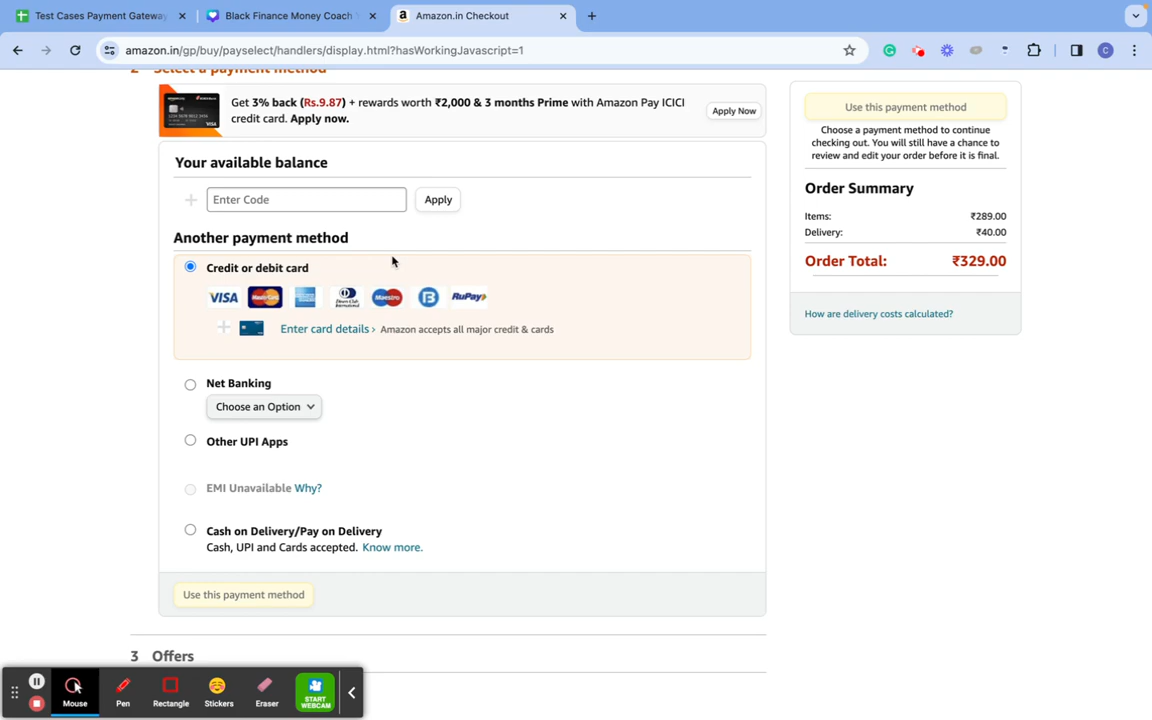 Test Cases Payment Gateway
Black Finance Money Coach
Amazon.in Checkout
amazon.in/gp/buy/payselect/handlers/display.html?hasWorkingJavascript=1
C
2 Select a payment method
Get 3% back (Rs.9.87) + rewards worth ₹2,000 & 3 months Prime with Amazon Pay ICICI
credit card. Apply now.
Apply Now
VISA
Your available balance
Enter Code
Apply
Another payment method
Credit or debit card
VISA MasterCard Diners Club International Maestro RuPay
Enter card details › Amazon accepts all major credit & cards
Net Banking
Choose an Option
Other UPI Apps
EMI Unavailable Why?
Cash on Delivery/Pay on Delivery
Cash, UPI and Cards accepted. Know more.
Use this payment method
3 Offers
Use this payment method
Choose a payment method to continue
checking out. You will still have a chance to
review and edit your order before it is final.
Order Summary
Items: ₹289.00
Delivery: ₹40.00
Order Total: ₹329.00
How are delivery costs calculated?
Mouse
Pen
Rectangle
Stickers
Eraser
START
WEBCAM